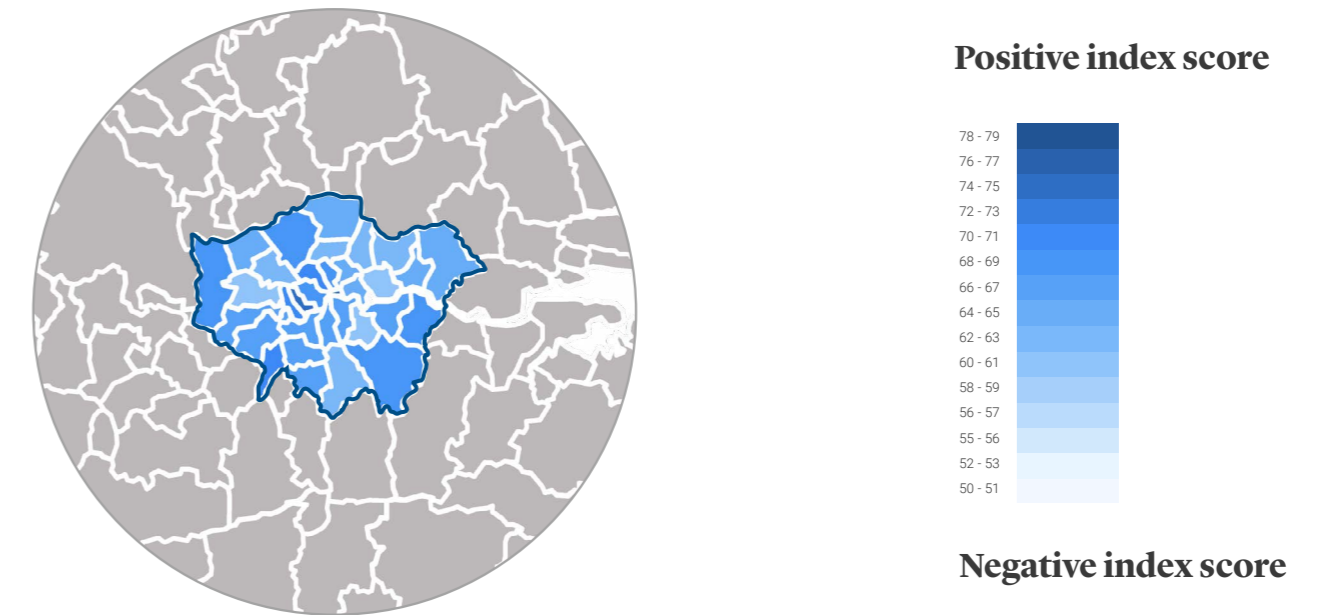 Positive index score
78 - 79
76 - 77
74 - 75
72 - 73
70 - 71
68 - 69
66 - 67
64 - 65
62 - 63
60 - 61
58 - 59
56 - 57
55 - 56
52 - 53
50 - 51
Negative index score